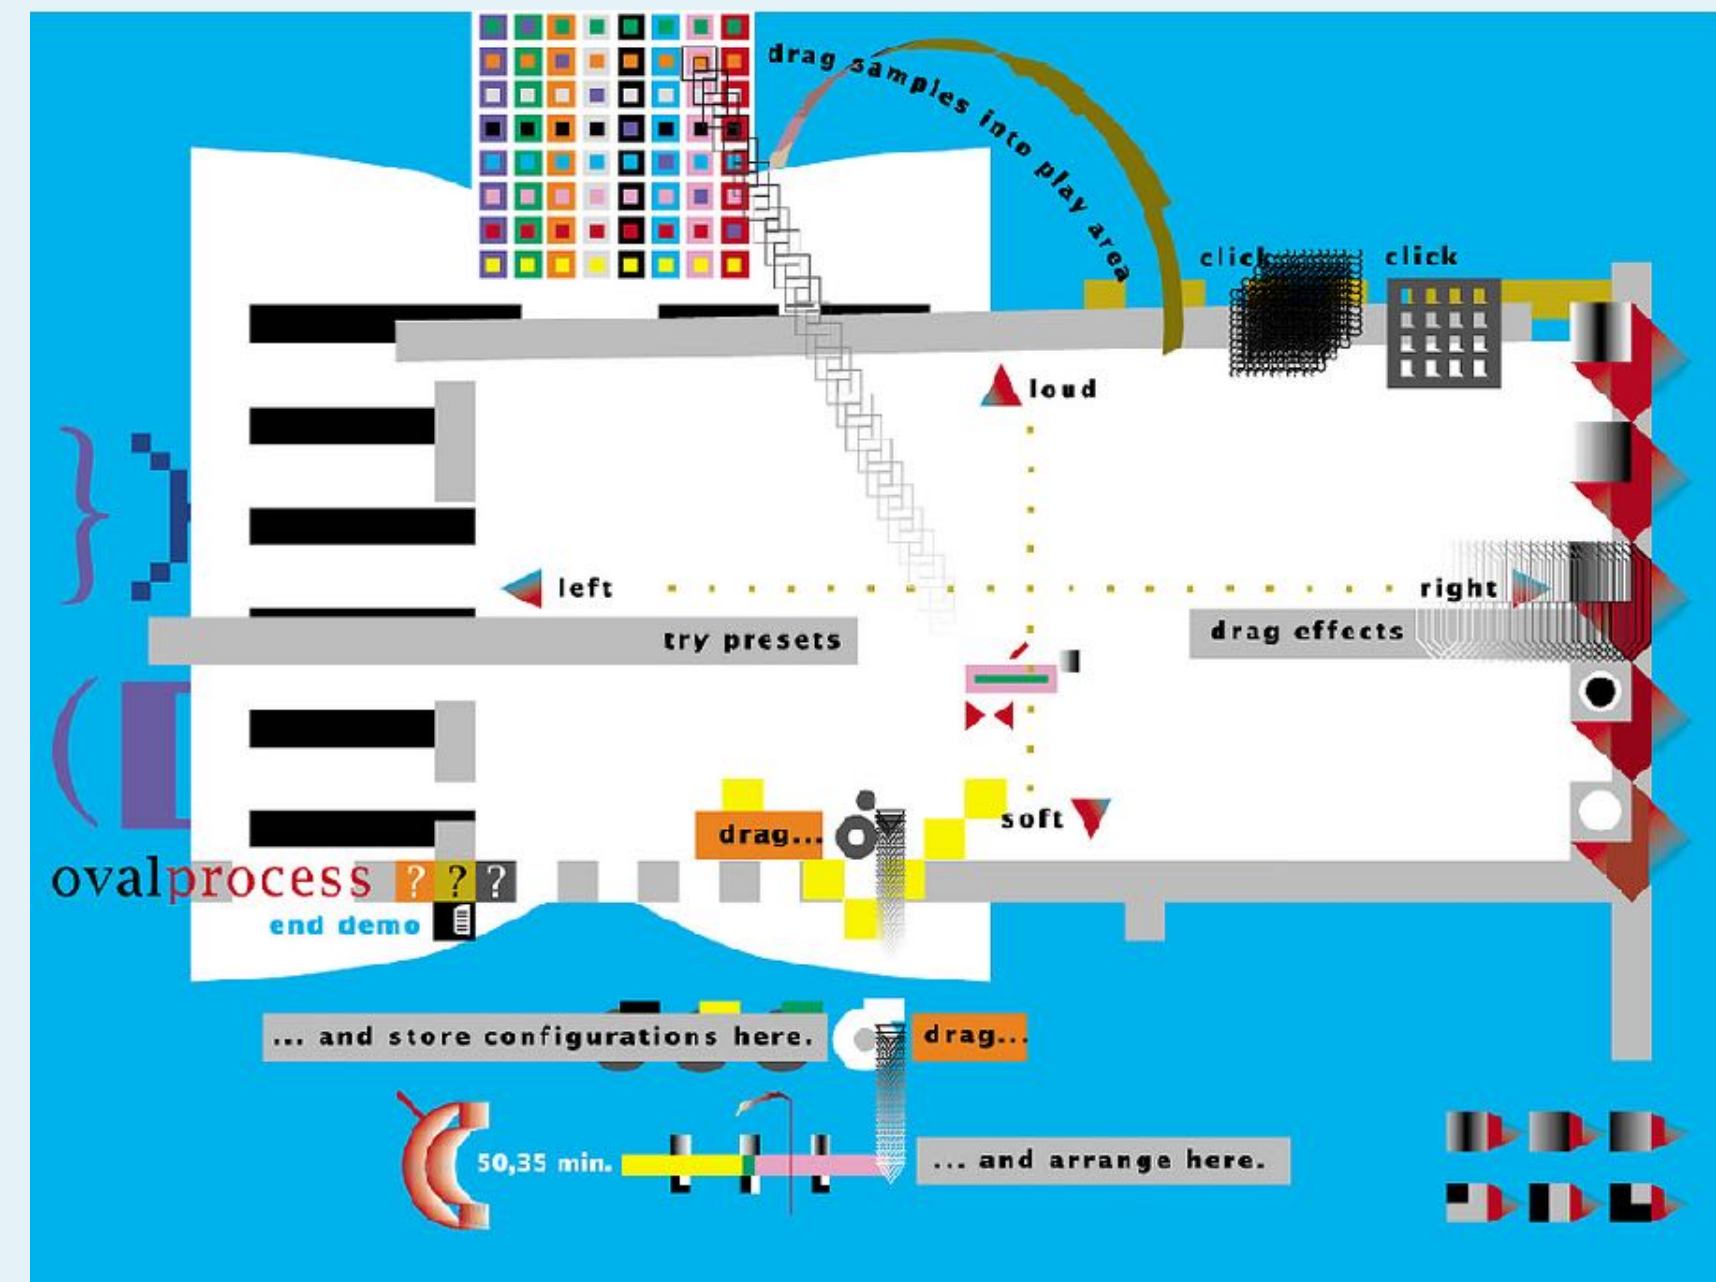 drag samples into play area
click
click
loud
left
right
try presets
drag effects
drag...
soft
ovalprocess ? ? ?
end demo
... and store configurations here.
drag...
50,35 min.
... and arrange here.